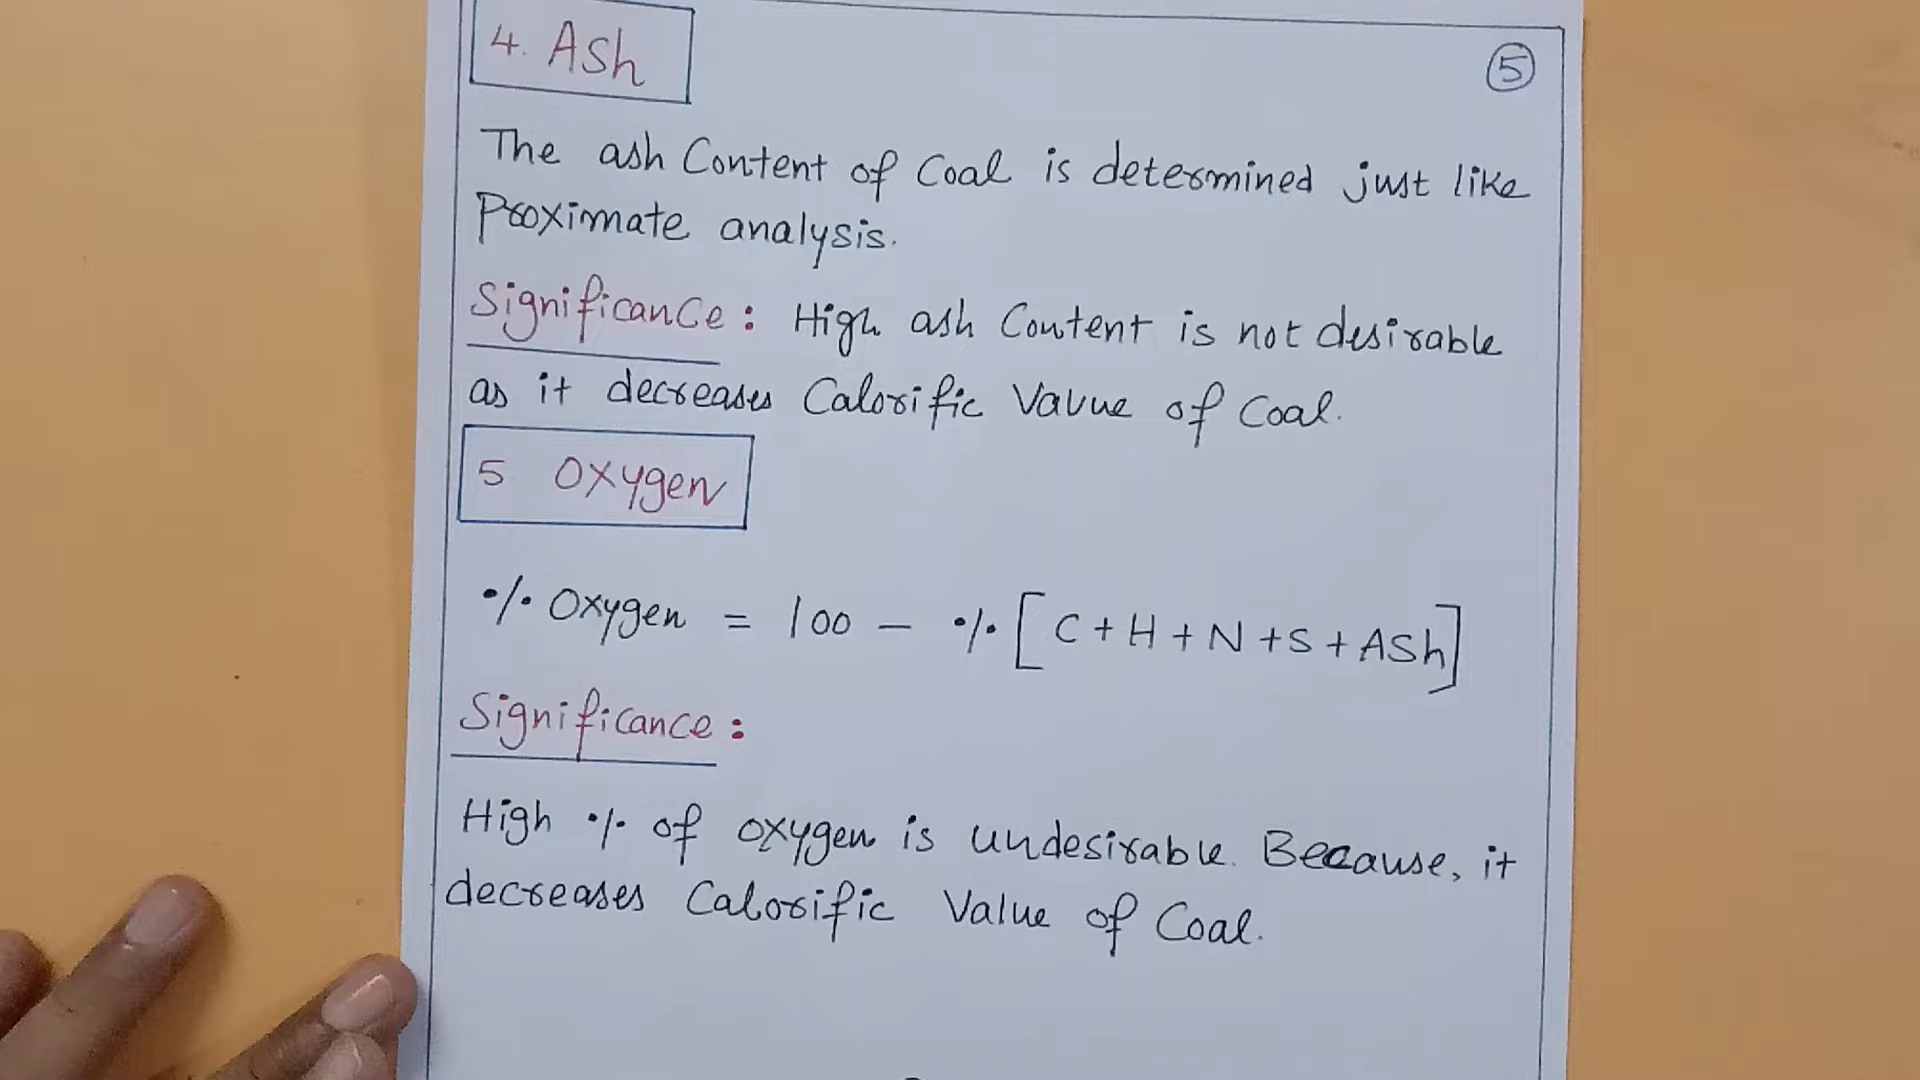 4. Ash
5
The ash Content of Coal is determined just like
Proximate analysis.
Significance : High ash Content is not desirable
as it decreases Calorific Value of Coal.
5 Oxygen
% Oxygen = 100 - % [C+H+N+S+ASh]
Significance :
High % of oxygen is undesirable. Because, it
decreases Calorific Value of Coal.